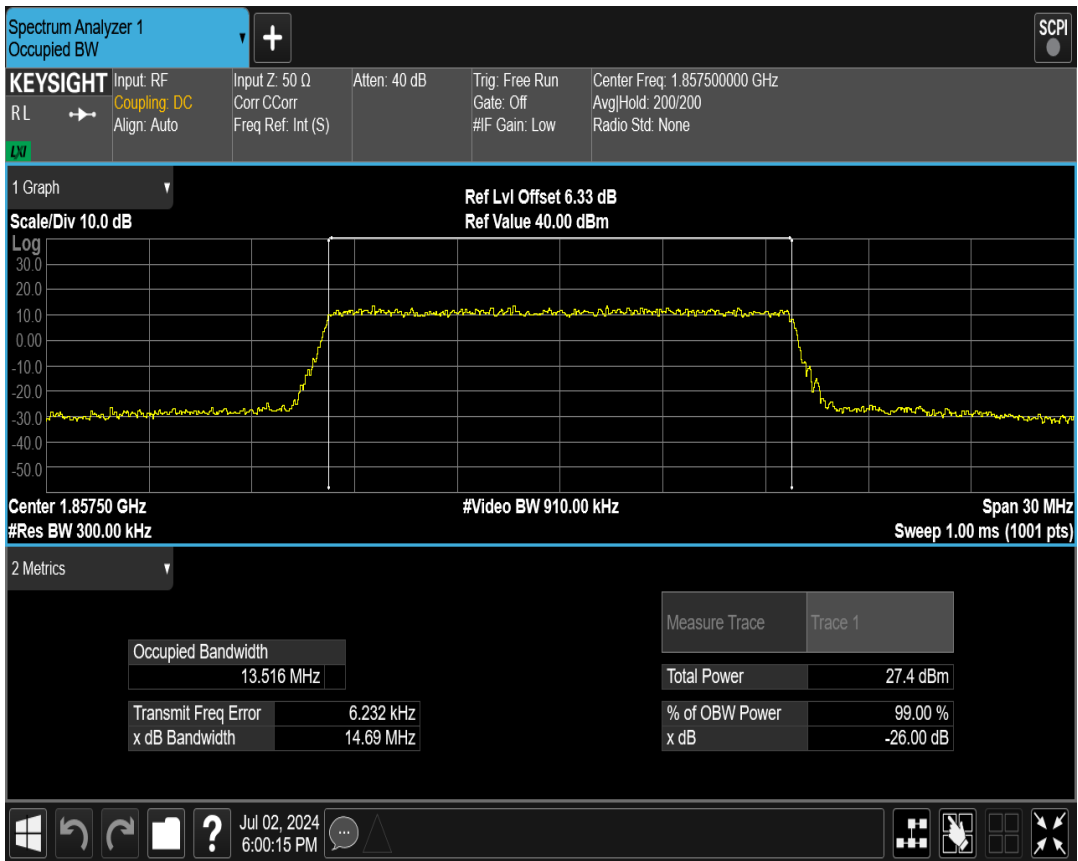 Spectrum Analyzer 1
Occupied BW
+
SCPI
KEYSIGHT
RL
LXI
Input: RF
Coupling: DC
Align: Auto
Input Z: 50 Ω
Corr CCorr
Freq Ref: Int (S)
Atten: 40 dB
Trig: Free Run
Gate: Off
#IF Gain: Low
Center Freq: 1.857500000 GHz
Avg|Hold: 200/200
Radio Std: None
1 Graph
Scale/Div 10.0 dB
Ref Lvl Offset 6.33 dB
Ref Value 40.00 dBm
Log
30.0
20.0
10.0
0.00
-10.0
-20.0
-30.0
-40.0
-50.0
Center 1.85750 GHz
#Res BW 300.00 kHz
#Video BW 910.00 kHz
Span 30 MHz
Sweep 1.00 ms (1001 pts)
2 Metrics
Occupied Bandwidth
13.516 MHz
Transmit Freq Error 6.232 kHz
x dB Bandwidth 14.69 MHz
Measure Trace Trace 1
Total Power 27.4 dBm
% of OBW Power 99.00 %
x dB -26.00 dB
?
Jul 02, 2024
6:00:15 PM